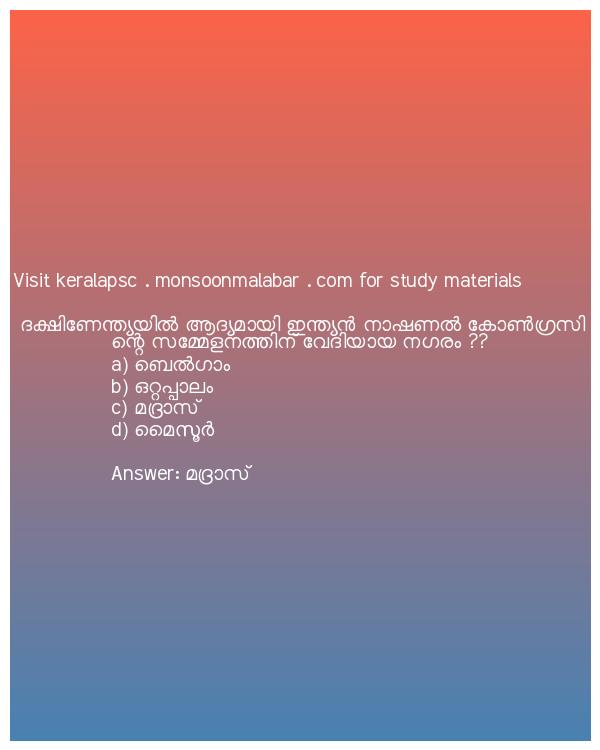 Visit keralapsc . monsoonmalabar . com for study materials
ദക്ഷിണേന്ത്യയിൽ ആദ്യമായി ഇന്ത്യൻ നാഷണൽ കോൺഗ്രസി
ന്റെ സമ്മേളനത്തിന് വേദിയായ നഗരം ??
a) ബെൽഗാം
b) ഒറ്റപ്പാലം
c) മദ്രാസ്
d) മൈസൂർ
Answer: മദ്രാസ്